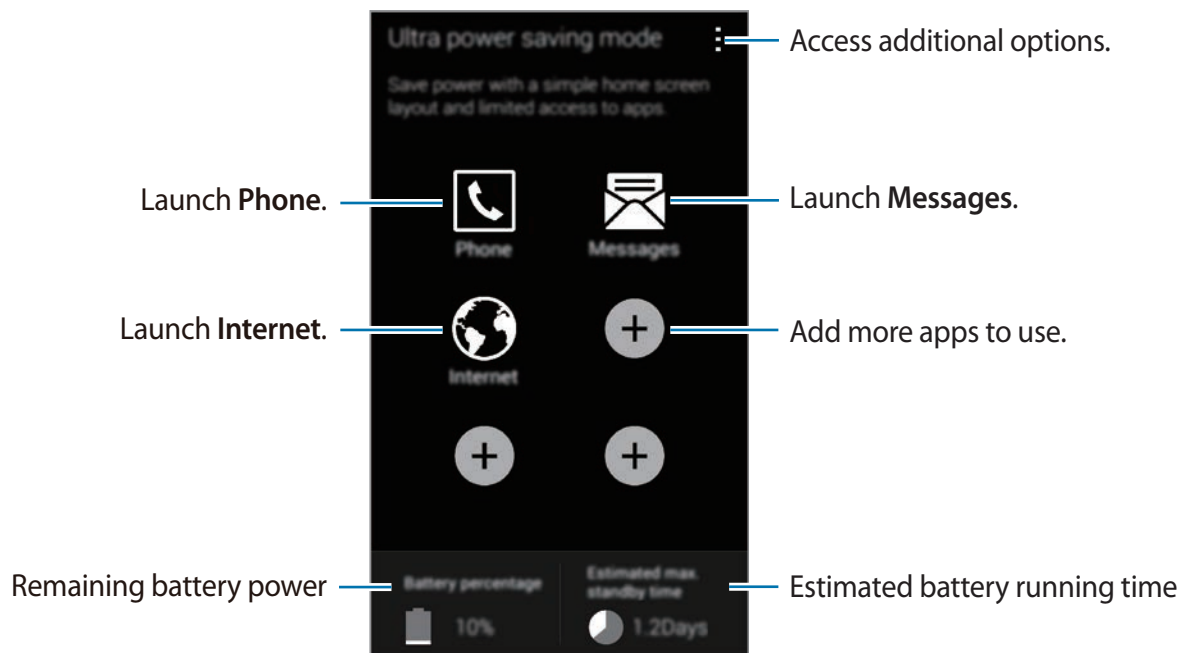 Ultra power saving mode
Access additional options.
Save power with a simple home screen
layout and limited access to apps.
Launch Phone.
Phone
Launch Messages.
Messages
Launch Internet.
Internet
Add more apps to use.
Remaining battery power
Battery percentage
10%
Estimated max.
standby time
1.2Days
Estimated battery running time